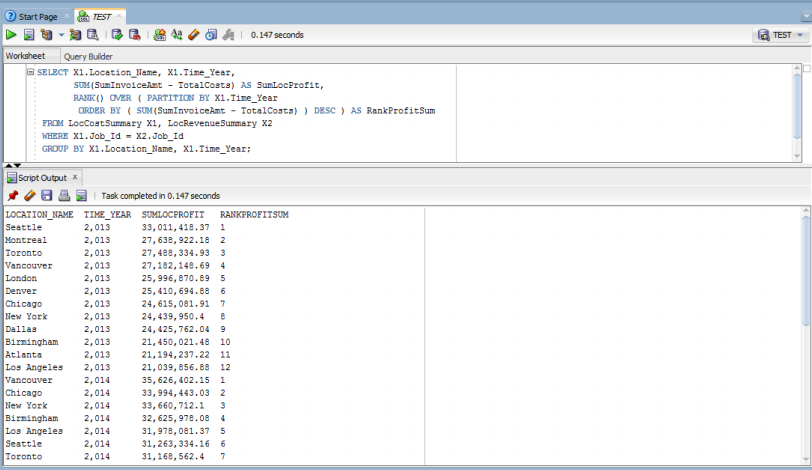 Start Page TEST
0.147 seconds TEST
Worksheet Query Builder
SELECT X1.Location_Name, X1.Time_Year,
SUM(SumInvoiceAmt - TotalCosts) AS SumLocProfit,
RANK() OVER ( PARTITION BY X1.Time_Year
ORDER BY ( SUM(SumInvoiceAmt - TotalCosts) ) DESC ) AS RankProfitSum
FROM LocCostSummary X1, LocRevenueSummary X2
WHERE X1.Job_Id = X2.Job_Id
GROUP BY X1.Location_Name, X1.Time_Year;
Script Output x
Task completed in 0.147 seconds
LOCATION_NAME TIME_YEAR SUMLOCPROFIT RANKPROFITSUM
Seattle 2,013 33,011,418.37 1
Montreal 2,013 27,638,922.18 2
Toronto 2,013 27,488,334.93 3
Vancouver 2,013 27,182,148.69 4
London 2,013 25,996,870.89 5
Denver 2,013 25,410,694.88 6
Chicago 2,013 24,615,081.91 7
New York 2,013 24,439,950.4 8
Dallas 2,013 24,425,762.04 9
Birmingham 2,013 21,450,021.48 10
Atlanta 2,013 21,194,237.22 11
Los Angeles 2,013 21,039,856.88 12
Vancouver 2,014 35,626,402.15 1
Chicago 2,014 33,994,443.03 2
New York 2,014 33,660,712.1 3
Birmingham 2,014 32,625,978.08 4
Los Angeles 2,014 31,978,081.37 5
Seattle 2,014 31,263,334.16 6
Toronto 2,014 31,168,562.4 7